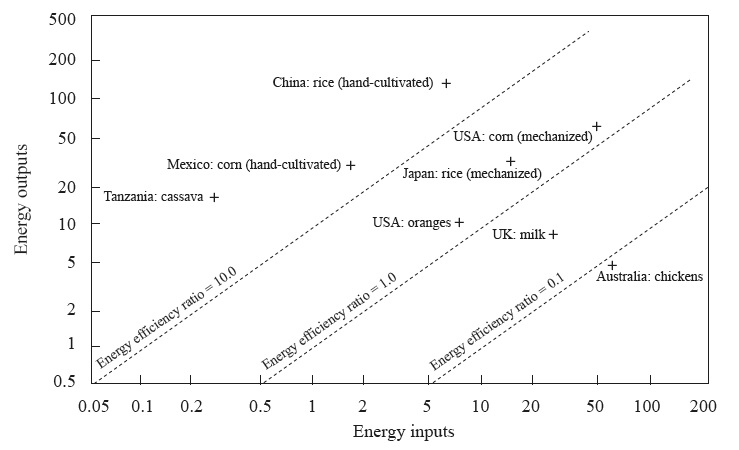 500
200
100
50
20
10
5
2
1
0.5
Energy outputs
China: rice (hand-cultivated)
USA: corn (mechanized)
Mexico: corn (hand-cultivated)
Japan: rice (mechanized)
Tanzania: cassava
USA: oranges
UK: milk
Australia: chickens
Energy efficiency ratio = 10.0
Energy efficiency ratio = 1.0
Energy efficiency ratio = 0.1
0.05 0.1 0.2 0.5 1 2 5 10 20 50 100 200
Energy inputs